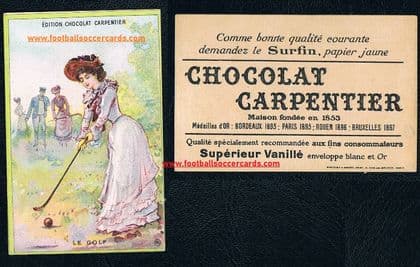 ÉDITION CHOCOLAT CARPENTIER
www.footballsoccercards.com
LE GOLF
Comme bonne qualité courante
demandez le Surfin, papier jaune
CHOCOLAT
CARPENTIER
Maison fondée en 1853
Médailles d'OR : BORDEAUX 1895 ; PARIS 1895 ; ROUEN 1896 - BRUXELLES 1897
www.footballsoccercards.com
Qualité spécialement recommandée aux fins consommateurs
Supérieur Vanillé enveloppe blanc et Or